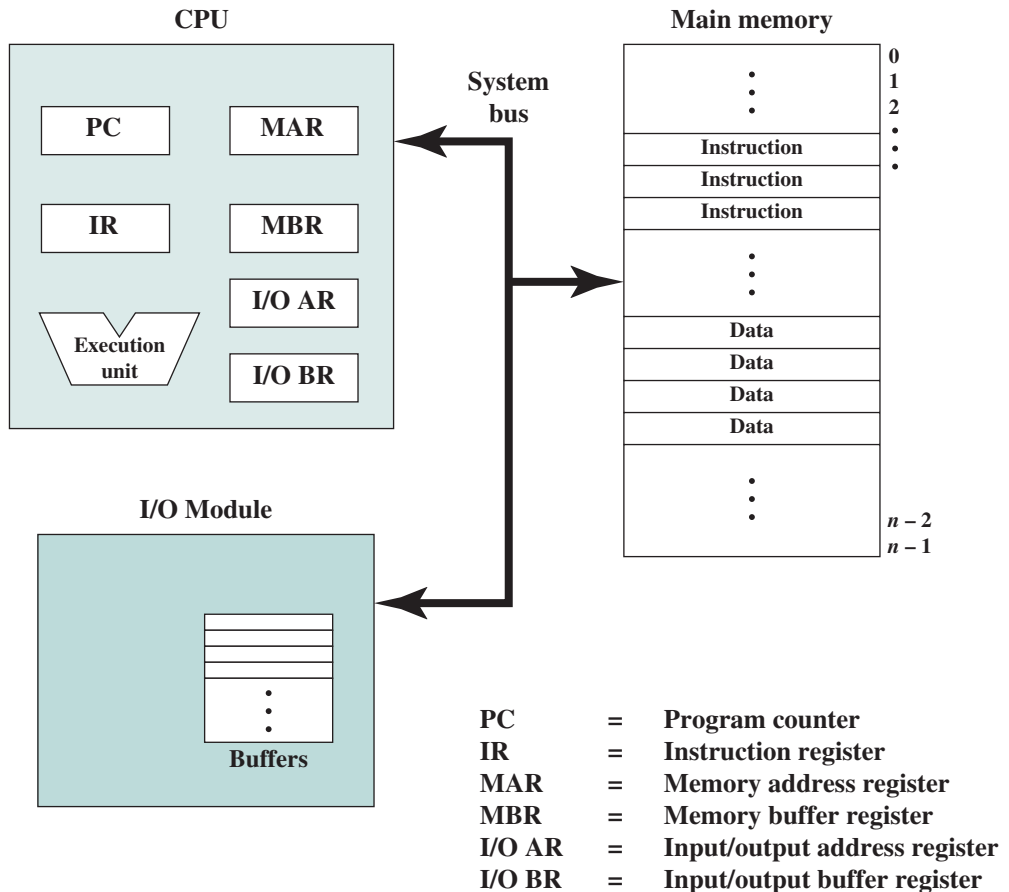 CPU
PC
MAR
IR
MBR
I/O AR
I/O BR
Execution
unit
System
bus
Main memory
0
1
2
Instruction
Instruction
Instruction
Data
Data
Data
Data
n – 2
n – 1
I/O Module
Buffers
PC = Program counter
IR = Instruction register
MAR = Memory address register
MBR = Memory buffer register
I/O AR = Input/output address register
I/O BR = Input/output buffer register